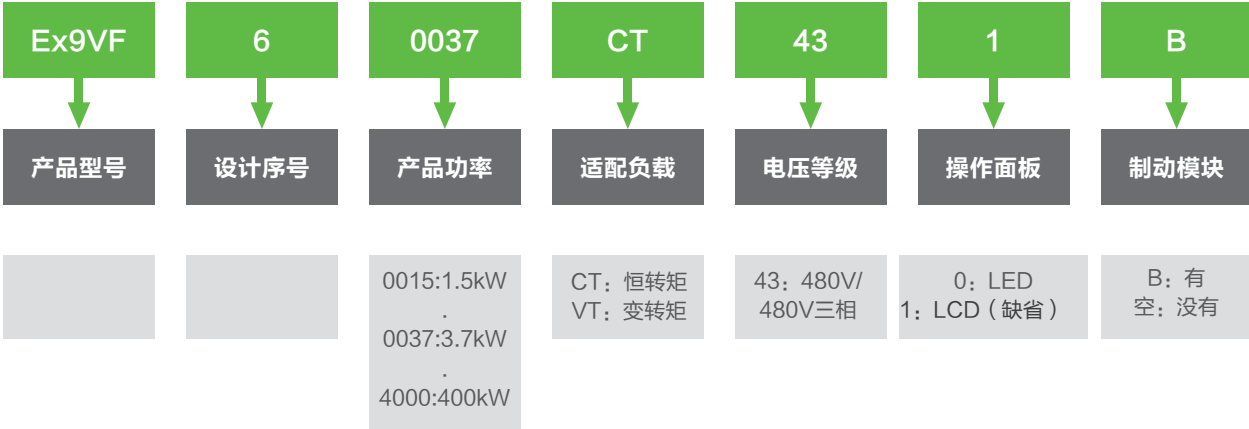 Ex9VF
6
0037
CT
43
1
B
产品型号
设计序号
产品功率
适配负载
电压等级
操作面板
制动模块
0015:1.5kW
.
0037:3.7kW
.
4000:400kW
CT：恒转矩
VT：变转矩
43：480V/
480V三相
0：LED
1：LCD（缺省）
B：有
空：没有